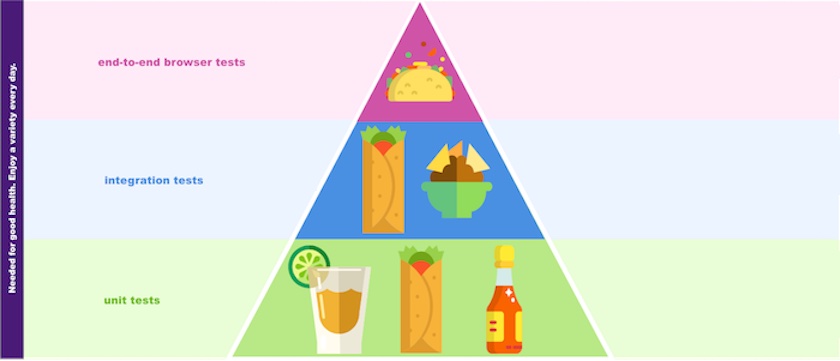 Needed for good health. Enjoy a variety every day.
end-to-end browser tests
integration tests
unit tests